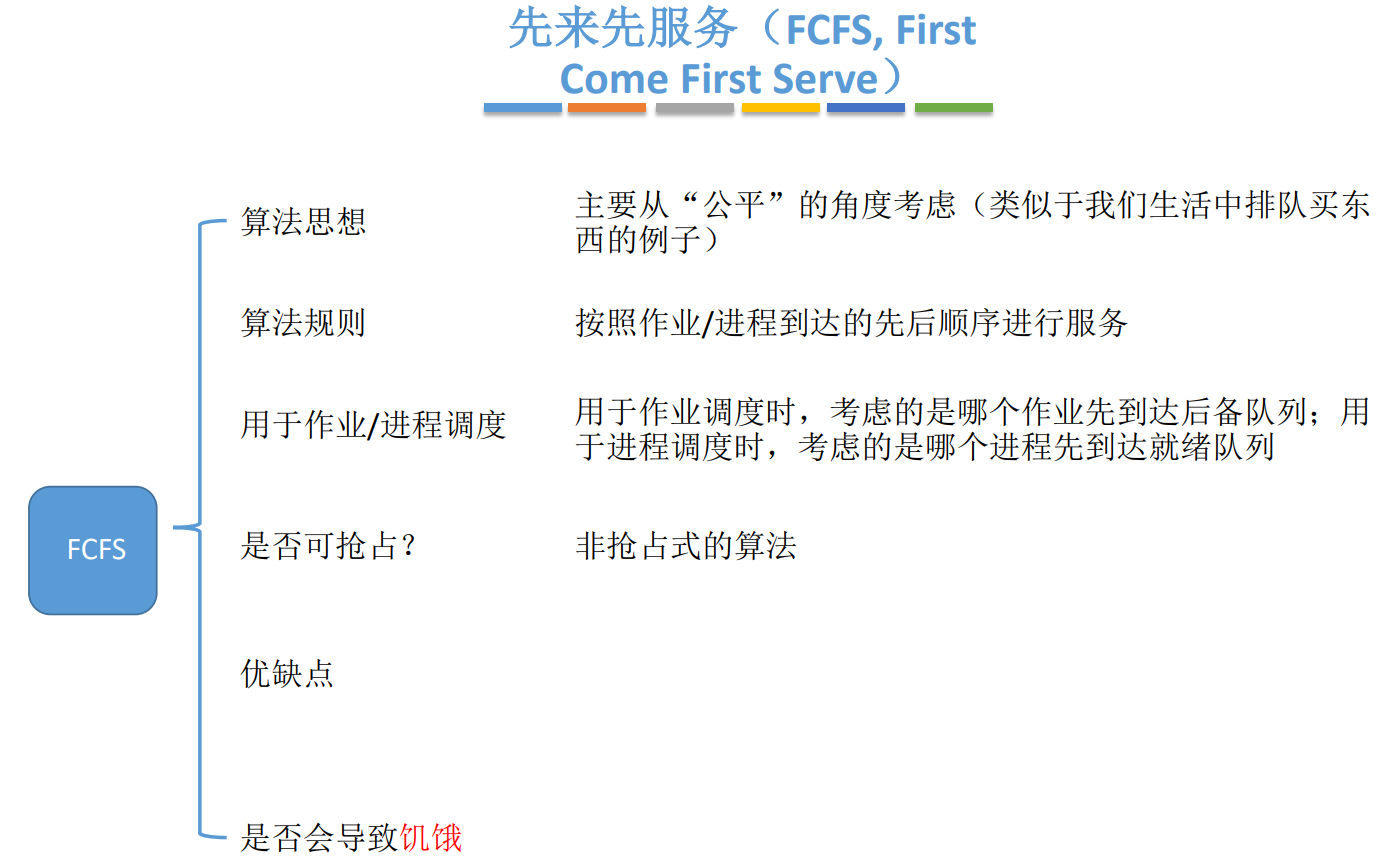 先来先服务（FCFS, First
Come First Serve）
算法思想
主要从“公平”的角度考虑（类似于我们生活中排队买东
西的例子）
算法规则
按照作业/进程到达的先后顺序进行服务
用于作业/进程调度
用于作业调度时，考虑的是哪个作业先到达后备队列；用
于进程调度时，考虑的是哪个进程先到达就绪队列
FCFS
是否可抢占？
非抢占式的算法
优缺点
是否会导致饥饿